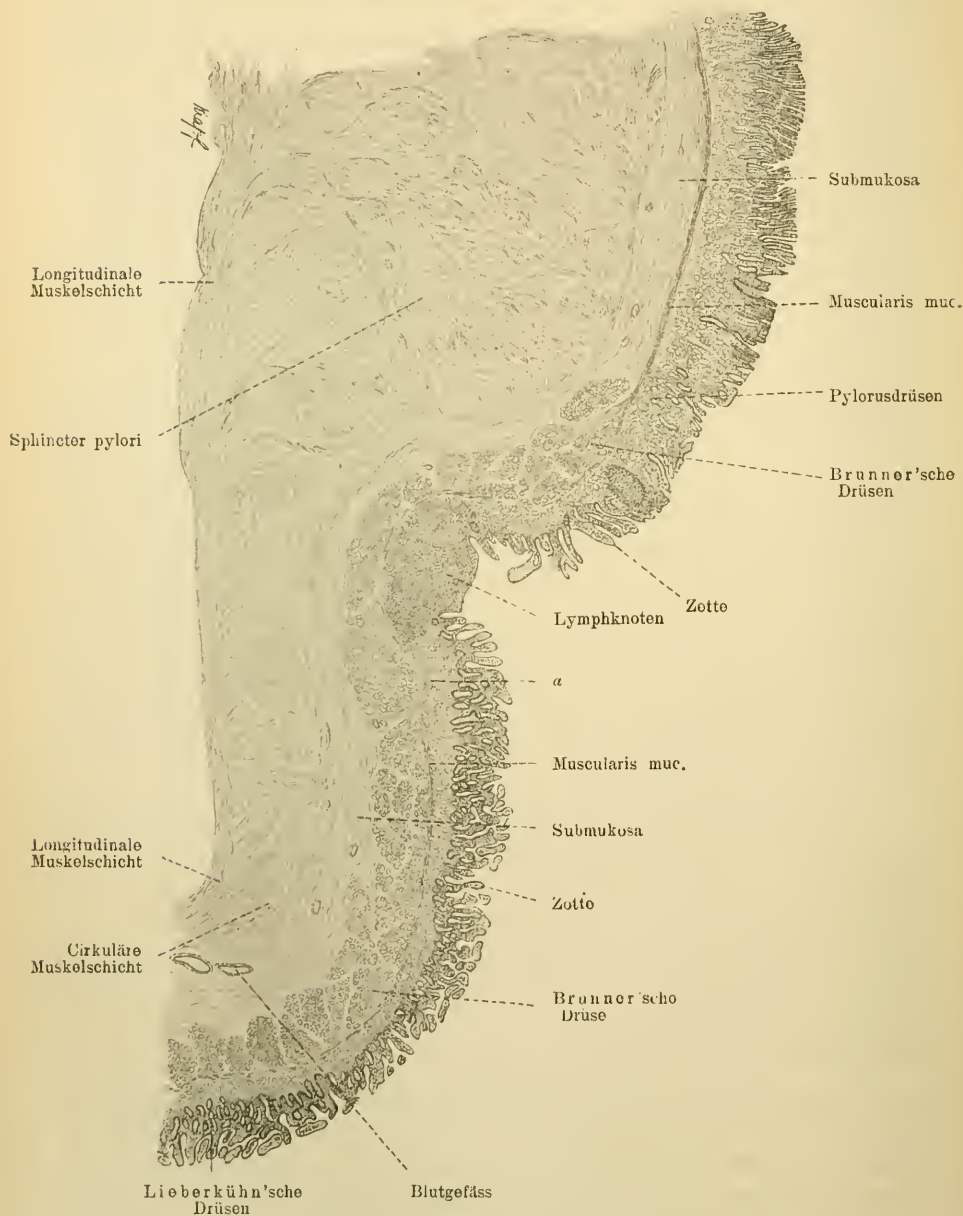 Submukosa
Longitudinale
Muskelschicht
Muscularis muc.
Pylorusdrüsen
Sphincter pylori
Brunner'sche
Drüsen
Zotte
Lymphknoten
a
Muscularis muc.
Submukosa
Longitudinale
Muskelschicht
Zotte
Cirkuläre
Muskelschicht
Brunner'sche
Drüse
Lieberkühn'sche
Drüsen
Blutgefäss